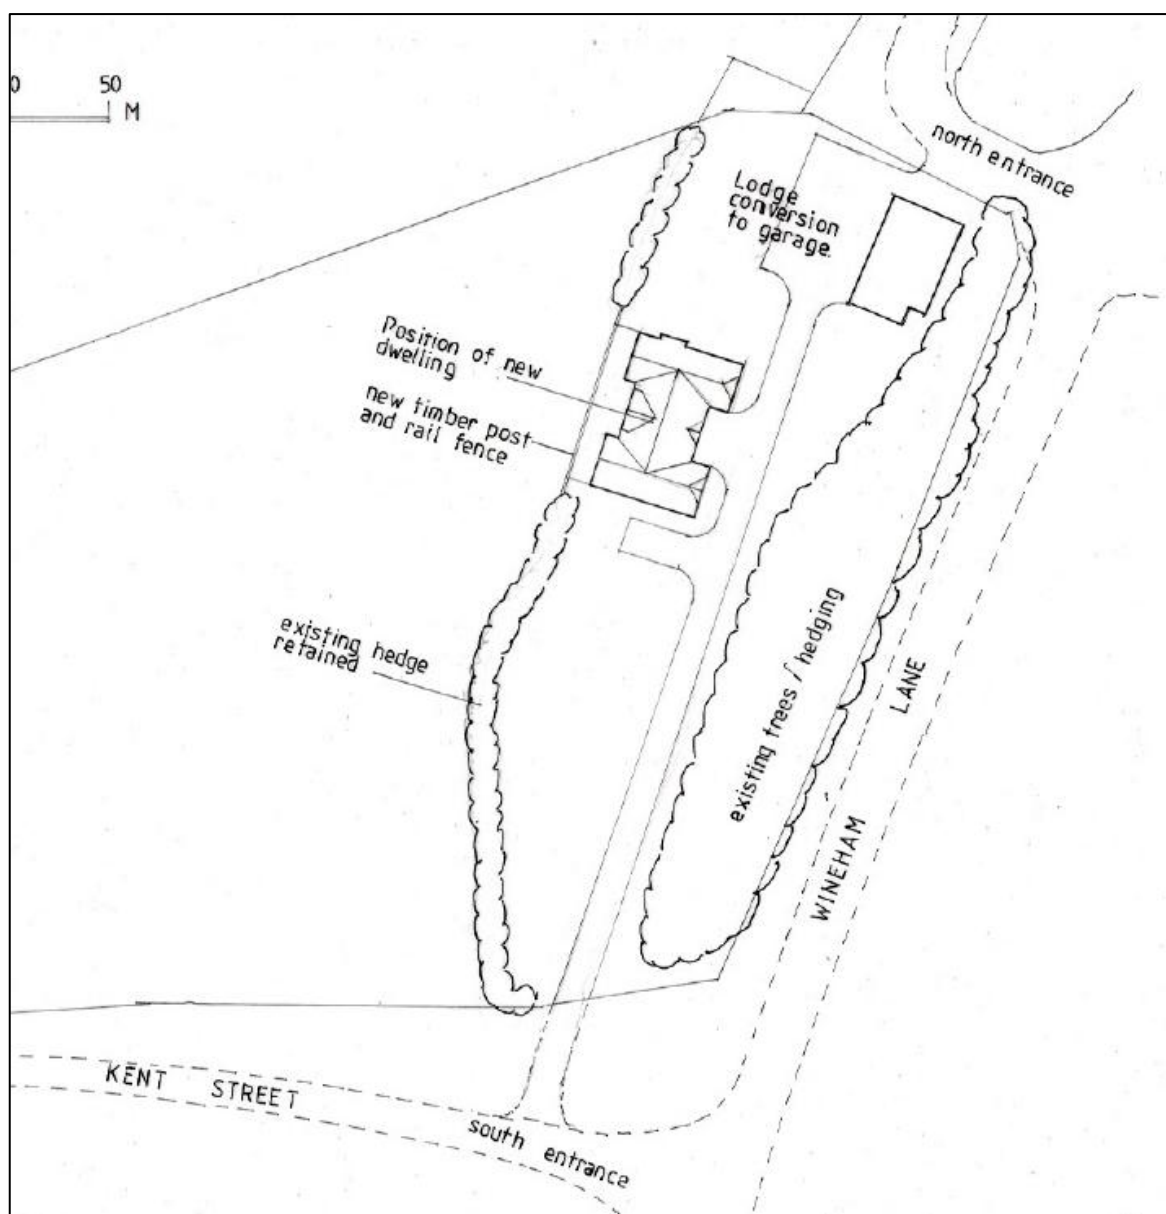 0 50
M
north entrance
Lodge
conversion
to garage.
Position of new
dwelling
new timber post
and rail fence
existing hedge
retained
existing trees / hedging
WINEHAM LANE
KENT STREET
south entrance